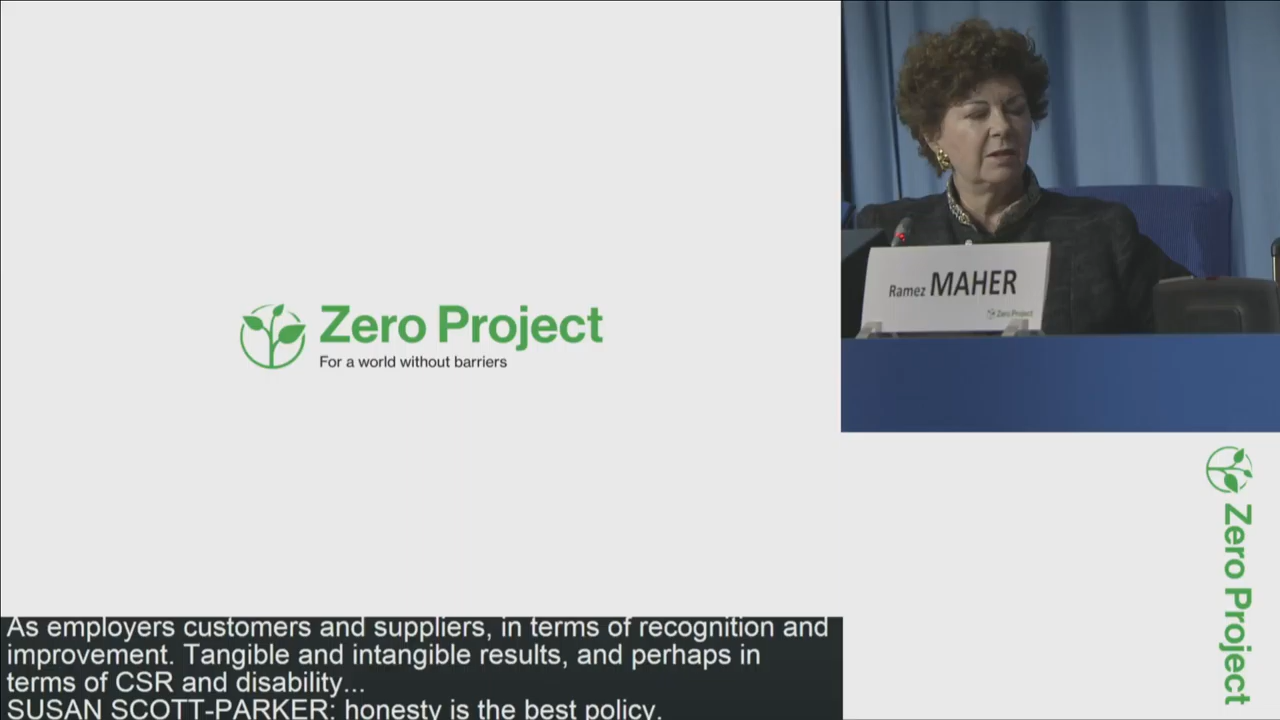 Zero Project
For a world without barriers
Ramez MAHER
Zero Project
Zero Project
As employers customers and suppliers, in terms of recognition and
improvement. Tangible and intangible results, and perhaps in
terms of CSR and disability...
SUSAN SCOTT-PARKER: honesty is the best policy.